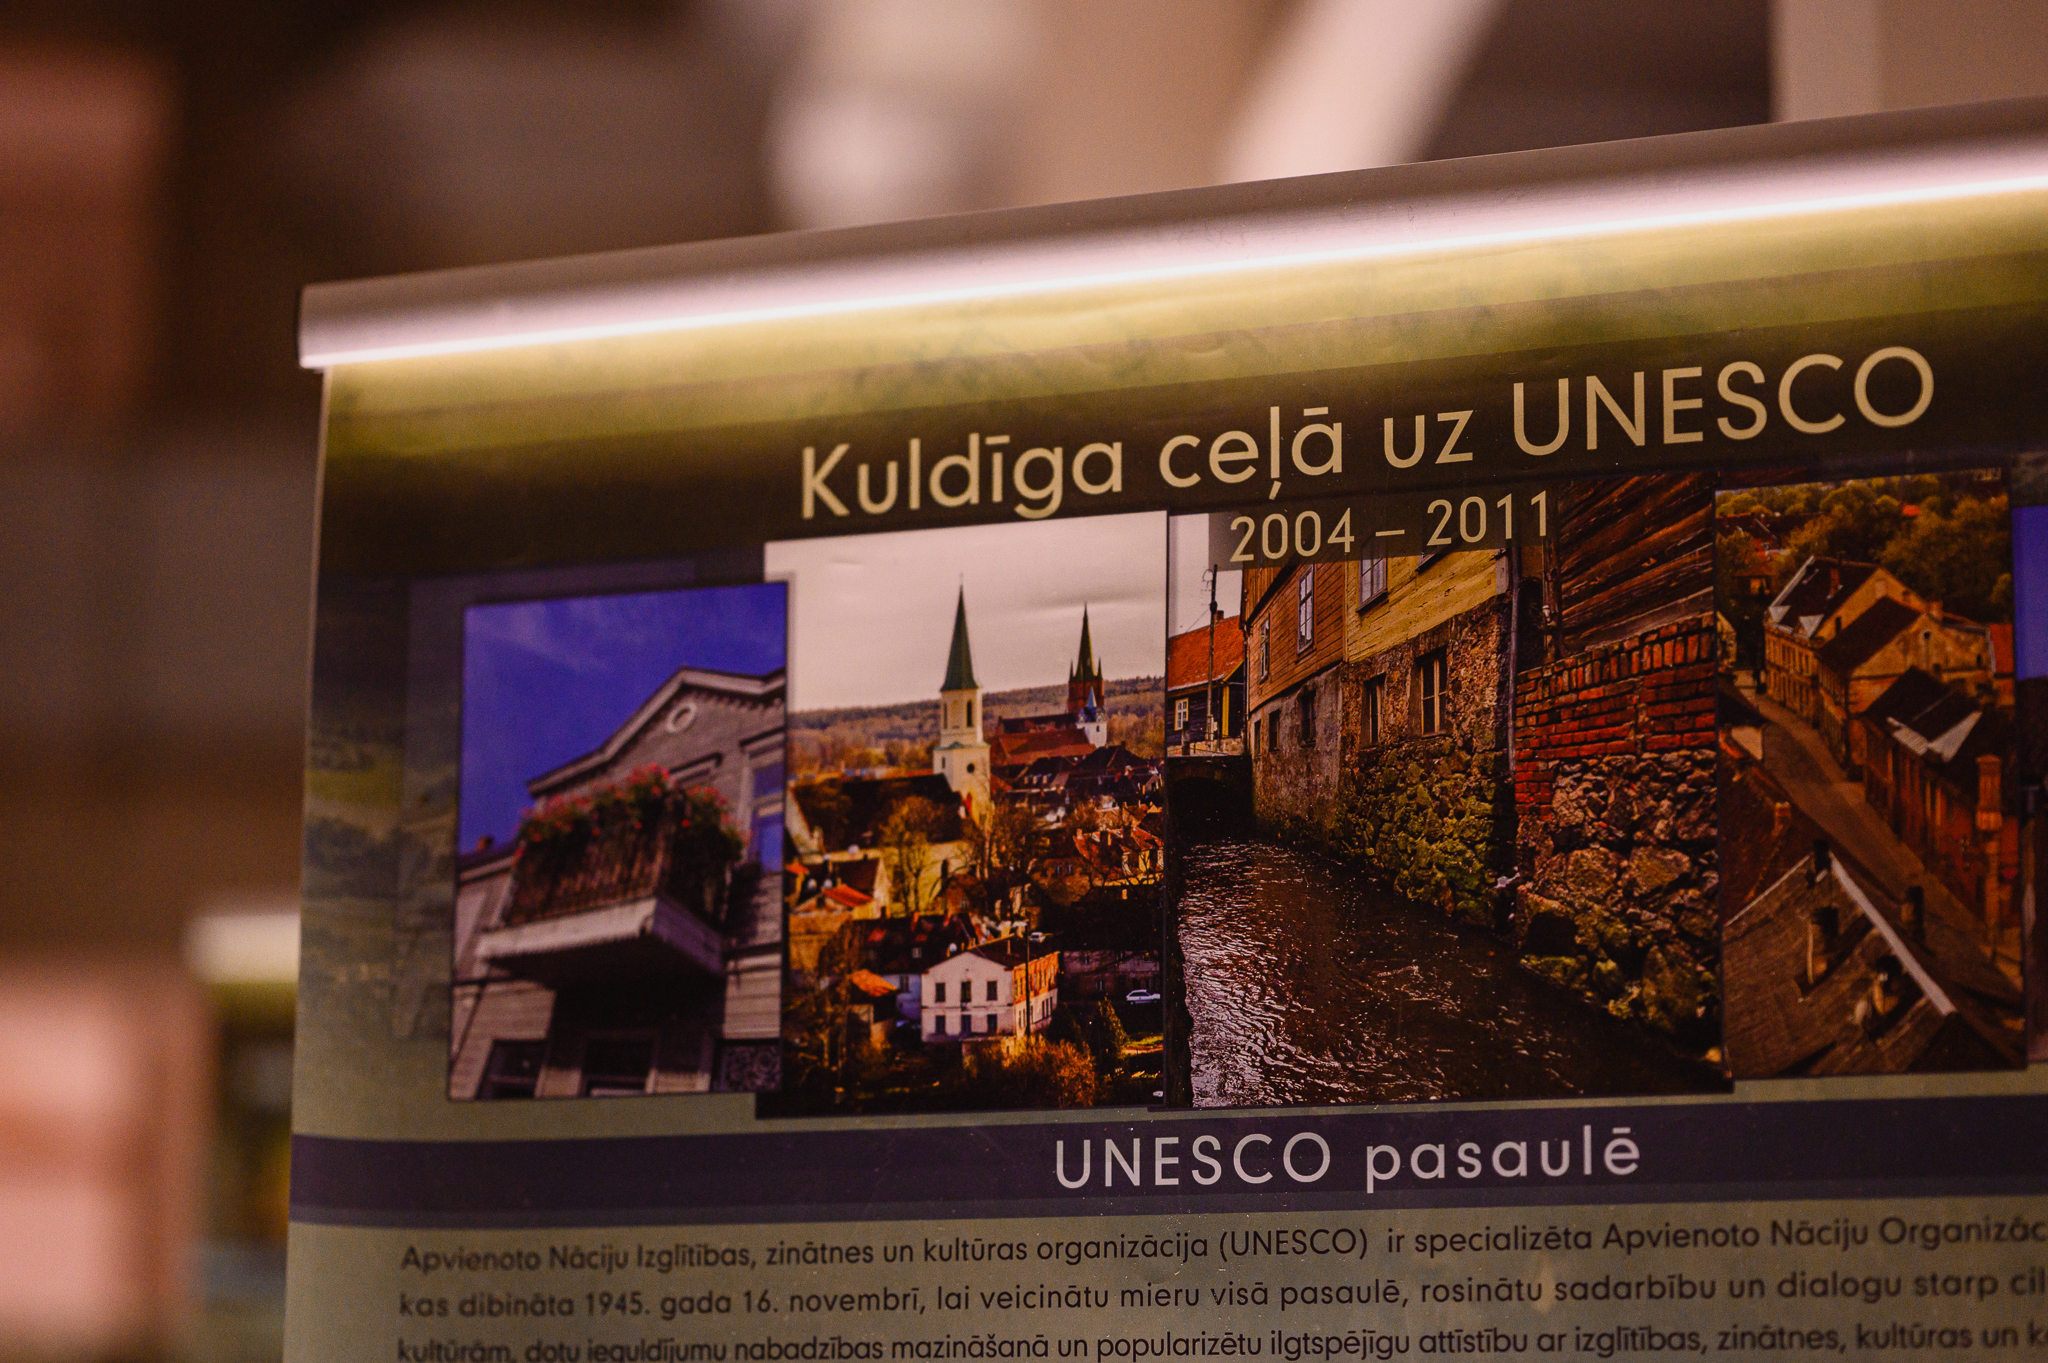 Kuldīga ceļā uz UNESCO
2004 – 2011
UNESCO pasaulē
Apvienoto Nāciju Izglītības, zinātnes un kultūras organizācija (UNESCO) ir specializēta Apvienoto Nāciju
kas dibināta 1945. gada 16. novembrī, lai veicinātu mieru visā pasaulē, rosinātu sadarbību un dialogu starp
kultūrām, dotu ieguldījumu nabadzības mazināšanā un popularizētu ilgtspējīgu attīstību ar izglītības, zinātnes, kultūras un